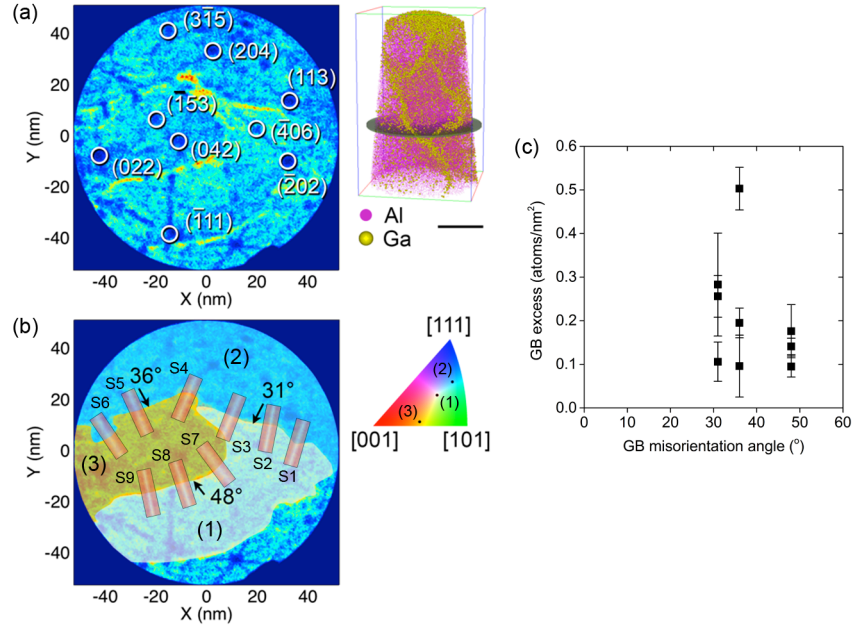 (a)
(3̅15)
(204)
(113)
(1̅53)
(4̅06)
(042)
(022)
(2̅02)
(1̅11)
40
20
0
-20
-40
Y (nm)
-40 -20 0 20 40
X (nm)
Al
Ga
(b)
(2)
S4
36°
S5
31°
S6
S7
S3
S8
S2
(3)
S9
S1
48°
(1)
40
20
0
-20
-40
Y (nm)
-40 -20 0 20 40
X (nm)
[111]
(2)
(1)
(3)
[001] [101]
(c)
0.6
0.5
0.4
0.3
0.2
0.1
0.0
GB excess (atoms/nm²)
0 10 20 30 40 50 60
GB misorientation angle (°)